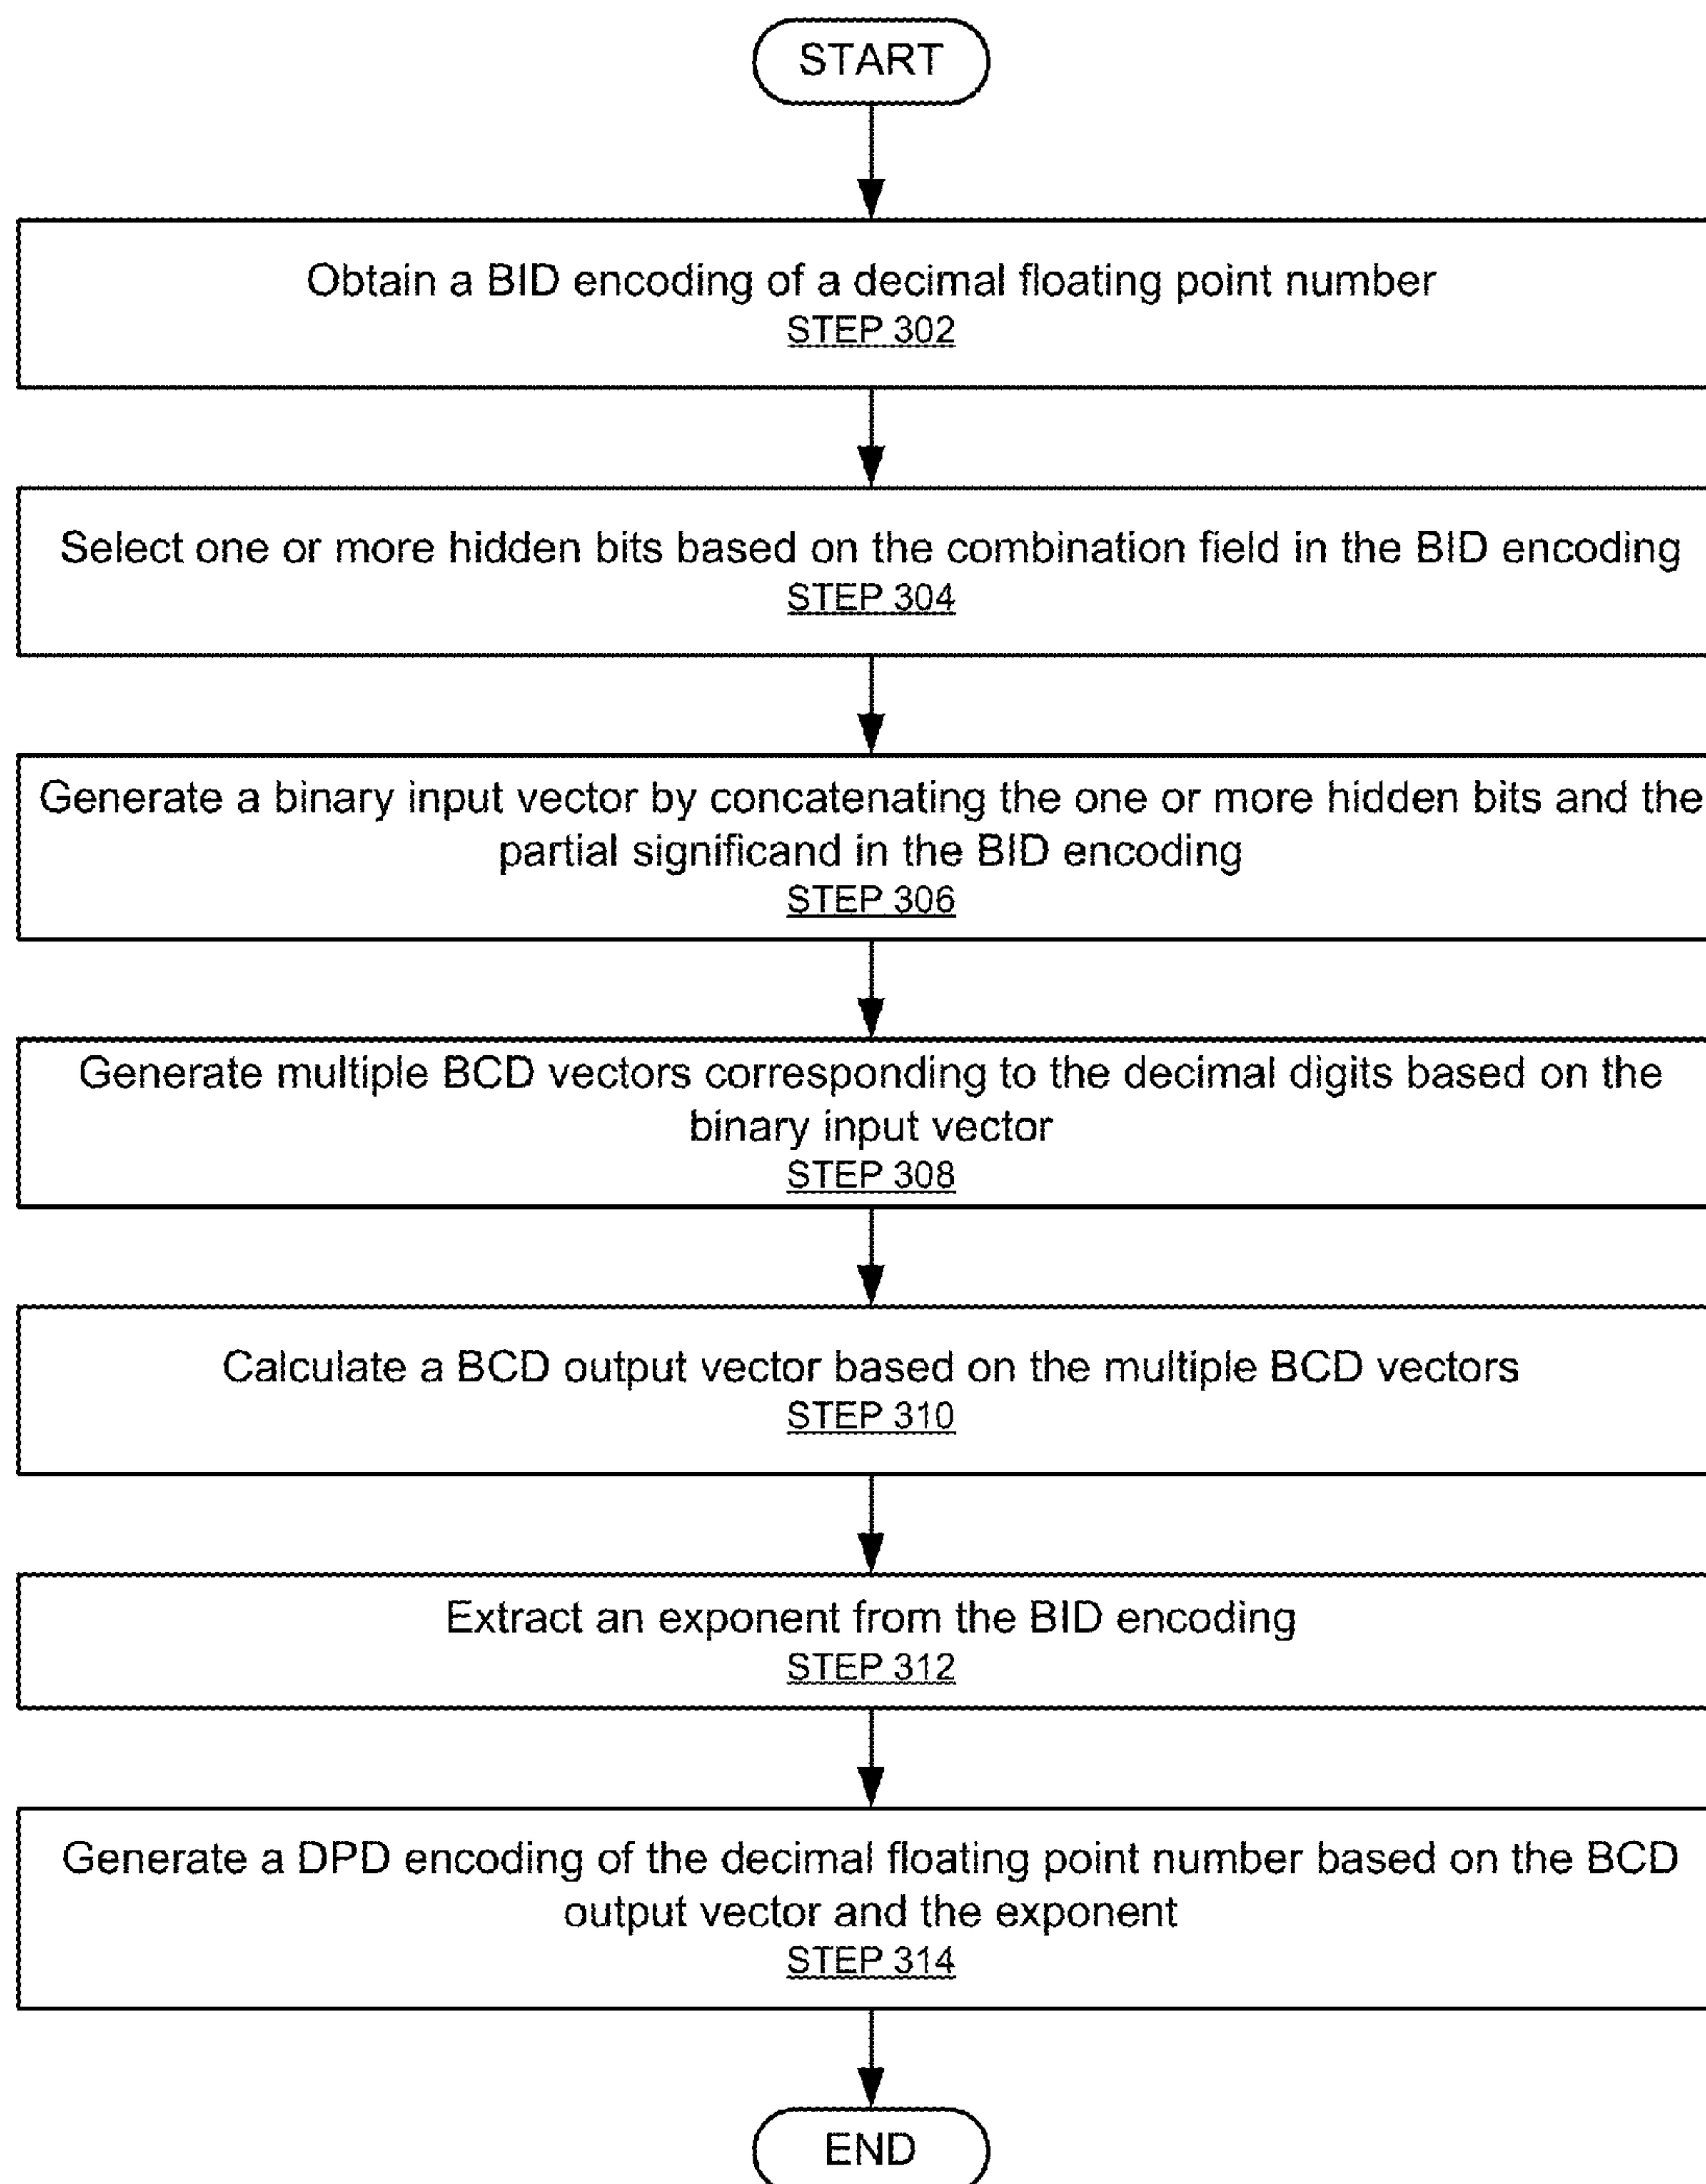 START
Obtain a BID encoding of a decimal floating point number
STEP 302
Select one or more hidden bits based on the combination field in the BID encoding
STEP 304
Generate a binary input vector by concatenating the one or more hidden bits and the
partial significand in the BID encoding
STEP 306
Generate multiple BCD vectors corresponding to the decimal digits based on the
binary input vector
STEP 308
Calculate a BCD output vector based on the multiple BCD vectors
STEP 310
Extract an exponent from the BID encoding
STEP 312
Generate a DPD encoding of the decimal floating point number based on the BCD
output vector and the exponent
STEP 314
END